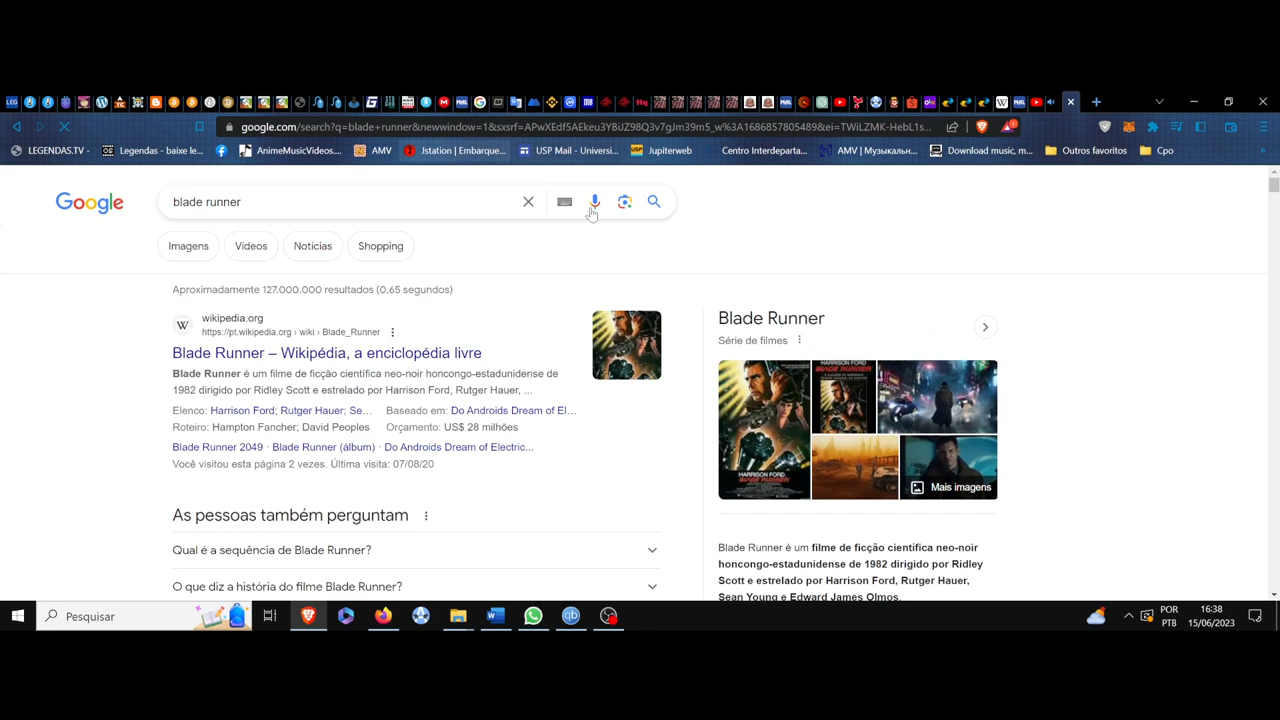 google.com/search?q=blade+runner&newwindow=1&sxsrf=APwXEdf5AEkeu3YBiJZ98Q3v7gJm39m5_w%3A1686857805489&ei=TWiLZMK-HebL1s...
LEGENDAS.TV -
Legendas - baixe le...
AnimeMusicVideos....
AMV
Jstation | Embarque...
USP Mail - Universi...
Jupiterweb
Centro Interdeparta...
AMV | Музыкальн...
Download music, m...
Outros favoritos
Cpo
Google
blade runner
Imagens
Vídeos
Notícias
Shopping
Aproximadamente 127.000.000 resultados (0,65 segundos)
wikipedia.org
https://pt.wikipedia.org › wiki › Blade_Runner
Blade Runner – Wikipédia, a enciclopédia livre
Blade Runner é um filme de ficção científica neo-noir honcongo-estadunidense de
1982 dirigido por Ridley Scott e estrelado por Harrison Ford, Rutger Hauer, ...
Elenco: Harrison Ford; Rutger Hauer; Se...
Baseado em: Do Androids Dream of El...
Roteiro: Hampton Fancher; David Peoples
Orçamento: US$ 28 milhões
Blade Runner 2049 · Blade Runner (álbum) · Do Androids Dream of Electric...
Você visitou esta página 2 vezes. Última visita: 07/08/20
As pessoas também perguntam
Qual é a sequência de Blade Runner?
O que diz a história do filme Blade Runner?
Blade Runner
Série de filmes
HARRISON FORD
BLADE RUNNER
HARRISON FORD
BLADE RUNNER
Mais imagens
Blade Runner é um filme de ficção científica neo-noir
honcongo-estadunidense de 1982 dirigido por Ridley
Scott e estrelado por Harrison Ford, Rutger Hauer,
Sean Young e Edward James Olmos.
Pesquisar
POR
PTB
16:38
15/06/2023